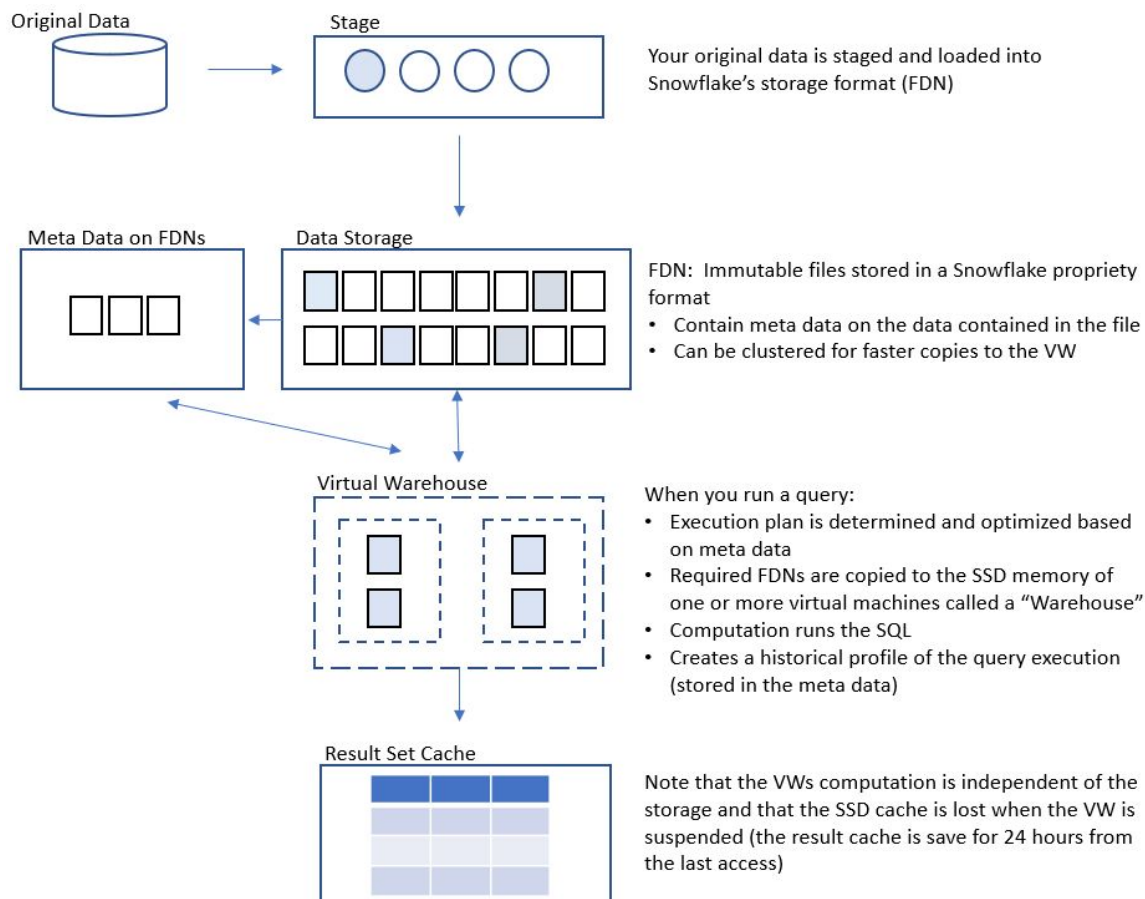 Original Data
Stage
Your original data is staged and loaded into
Snowflake’s storage format (FDN)
Meta Data on FDNs
Data Storage
FDN:  Immutable files stored in a Snowflake propriety
format
• Contain meta data on the data contained in the file
• Can be clustered for faster copies to the VW
Virtual Warehouse
When you run a query:
• Execution plan is determined and optimized based
on meta data
• Required FDNs are copied to the SSD memory of
one or more virtual machines called a “Warehouse”
• Computation runs the SQL
• Creates a historical profile of the query execution
(stored in the meta data)
Result Set Cache
Note that the VWs computation is independent of the
storage and that the SSD cache is lost when the VW is
suspended (the result cache is save for 24 hours from
the last access)